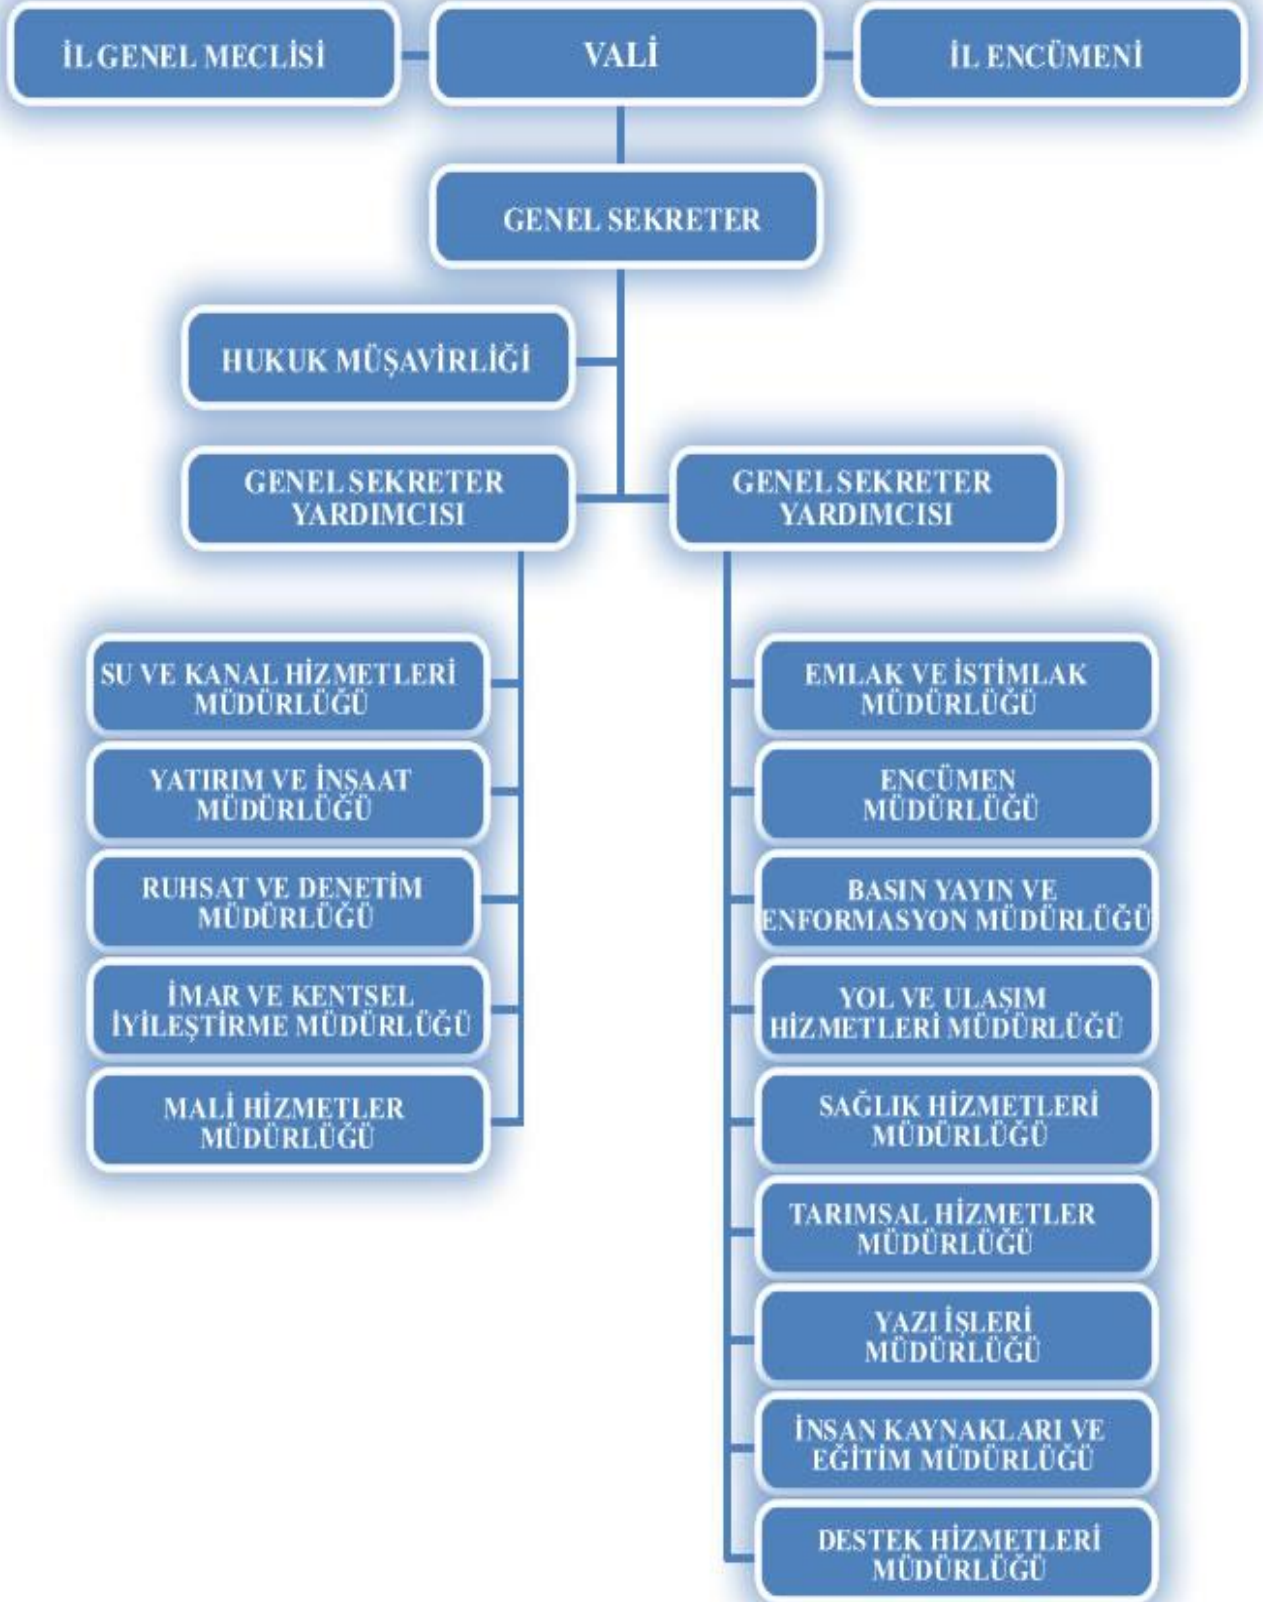 İL GENEL MECLİSİ
VALİ
İL ENCÜMENİ
GENEL SEKRETER
HUKUK MÜŞAVİRLİĞİ
GENEL SEKRETER
YARDIMCISI
GENEL SEKRETER
YARDIMCISI
SU VE KANAL HİZMETLERİ
MÜDÜRLÜĞÜ
YATIRIM VE İNŞAAT
MÜDÜRLÜĞÜ
RUHSAT VE DENETİM
MÜDÜRLÜĞÜ
İMAR VE KENTSEL
İYİLEŞTİRME MÜDÜRLÜĞÜ
MALİ HİZMETLER
MÜDÜRLÜĞÜ
EMLAK VE İSTİMLAK
MÜDÜRLÜĞÜ
ENCÜMEN
MÜDÜRLÜĞÜ
BASIN YAYIN VE
ENFORMASYON MÜDÜRLÜĞÜ
YOL VE ULAŞIM
HİZMETLERİ MÜDÜRLÜĞÜ
SAĞLIK HİZMETLERİ
MÜDÜRLÜĞÜ
TARIMSAL HİZMETLER
MÜDÜRLÜĞÜ
YAZI İŞLERİ
MÜDÜRLÜĞÜ
İNSAN KAYNAKLARI VE
EĞİTİM MÜDÜRLÜĞÜ
DESTEK HİZMETLERİ
MÜDÜRLÜĞÜ